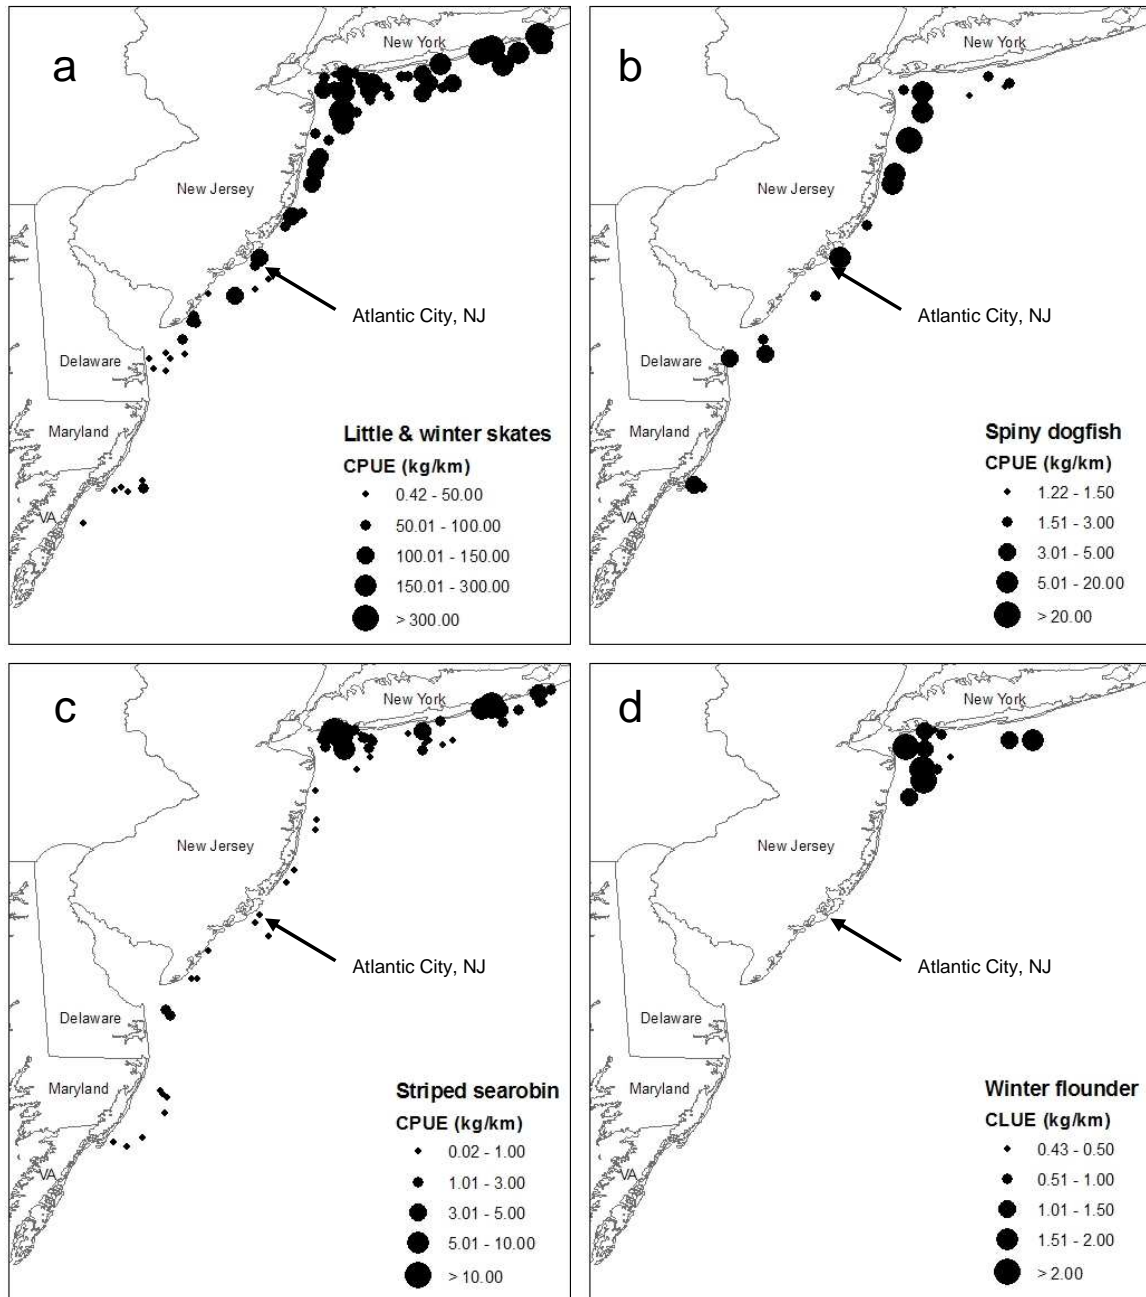 a
New York
New Jersey
Atlantic City, NJ
Delaware
Maryland
VA
Little & winter skates
CPUE (kg/km)
0.42 - 50.00
50.01 - 100.00
100.01 - 150.00
150.01 - 300.00
> 300.00
b
New York
New Jersey
Atlantic City, NJ
Delaware
Maryland
VA
Spiny dogfish
CPUE (kg/km)
1.22 - 1.50
1.51 - 3.00
3.01 - 5.00
5.01 - 20.00
> 20.00
c
New York
New Jersey
Atlantic City, NJ
Delaware
Maryland
VA
Striped searobin
CPUE (kg/km)
0.02 - 1.00
1.01 - 3.00
3.01 - 5.00
5.01 - 10.00
> 10.00
d
New York
New Jersey
Atlantic City, NJ
Delaware
Maryland
VA
Winter flounder
CLUE (kg/km)
0.43 - 0.50
0.51 - 1.00
1.01 - 1.50
1.51 - 2.00
> 2.00